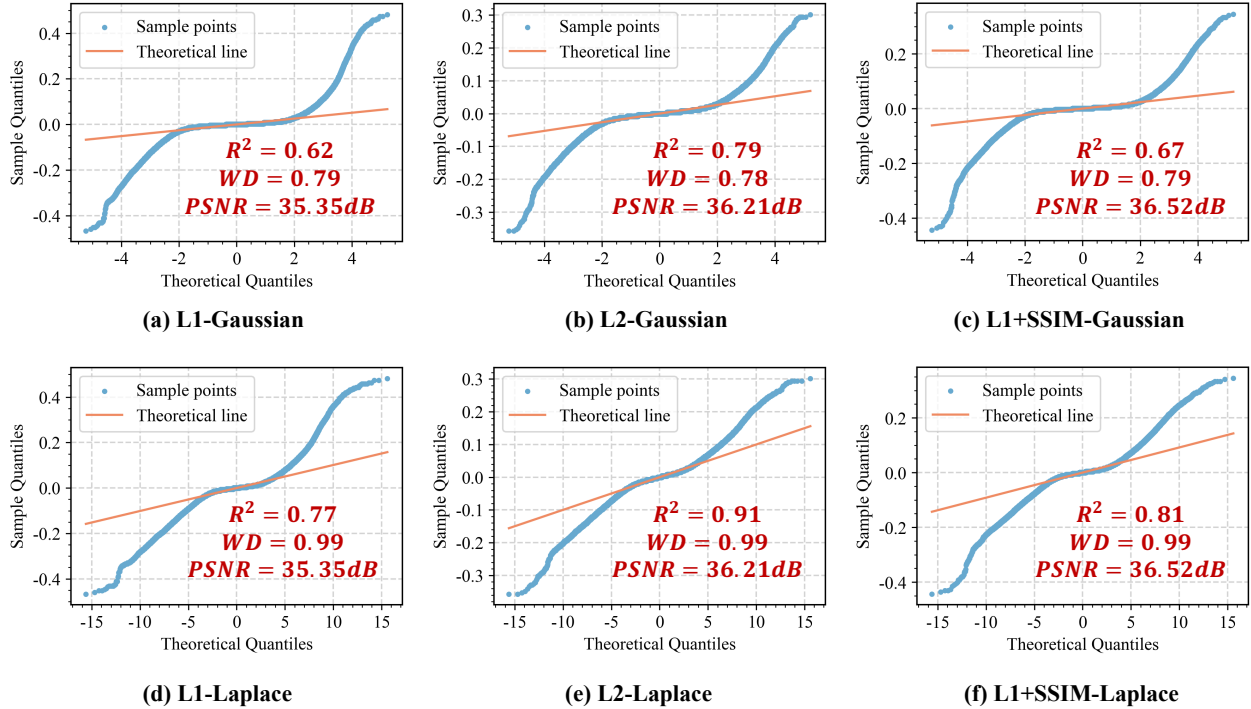 Sample points
Theoretical line
Sample Quantiles
0.4
0.2
0.0
-0.2
-0.4
R² = 0.62
WD = 0.79
PSNR = 35.35dB
-4
-2
0
2
4
Theoretical Quantiles
(a) L1-Gaussian
Sample points
Theoretical line
Sample Quantiles
0.3
0.2
0.1
0.0
-0.1
-0.2
-0.3
R² = 0.79
WD = 0.78
PSNR = 36.21dB
-4
-2
0
2
4
Theoretical Quantiles
(b) L2-Gaussian
Sample points
Theoretical line
Sample Quantiles
0.2
0.0
-0.2
-0.4
R² = 0.67
WD = 0.79
PSNR = 36.52dB
-4
-2
0
2
4
Theoretical Quantiles
(c) L1+SSIM-Gaussian
Sample points
Theoretical line
Sample Quantiles
0.4
0.2
0.0
-0.2
-0.4
R² = 0.77
WD = 0.99
PSNR = 35.35dB
-15
-10
-5
0
5
10
15
Theoretical Quantiles
(d) L1-Laplace
Sample points
Theoretical line
Sample Quantiles
0.3
0.2
0.1
0.0
-0.1
-0.2
-0.3
R² = 0.91
WD = 0.99
PSNR = 36.21dB
-15
-10
-5
0
5
10
15
Theoretical Quantiles
(e) L2-Laplace
Sample points
Theoretical line
Sample Quantiles
0.2
0.0
-0.2
-0.4
R² = 0.81
WD = 0.99
PSNR = 36.52dB
-15
-10
-5
0
5
10
15
Theoretical Quantiles
(f) L1+SSIM-Laplace